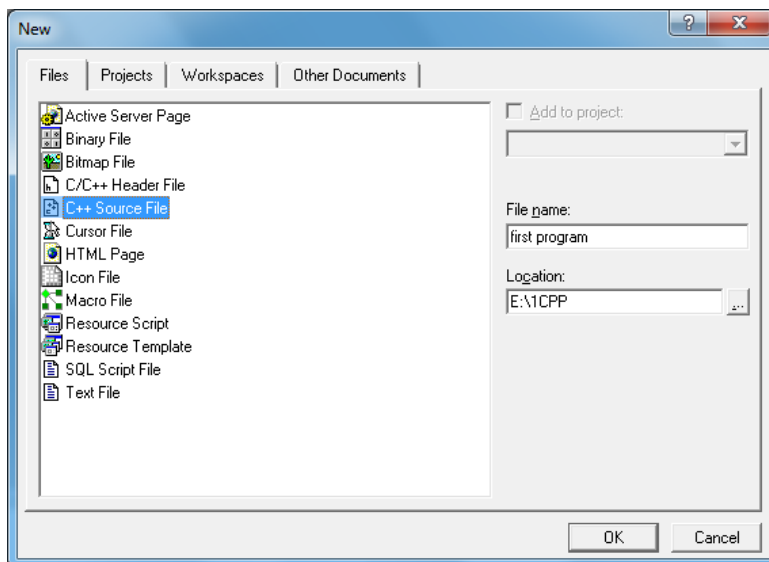 New
Files Projects Workspaces Other Documents
Active Server Page
Binary File
Bitmap File
C/C++ Header File
C++ Source File
Cursor File
HTML Page
Icon File
Macro File
Resource Script
Resource Template
SQL Script File
Text File
Add to project:
File name:
first program
Location:
E:\1CPP
...
OK Cancel